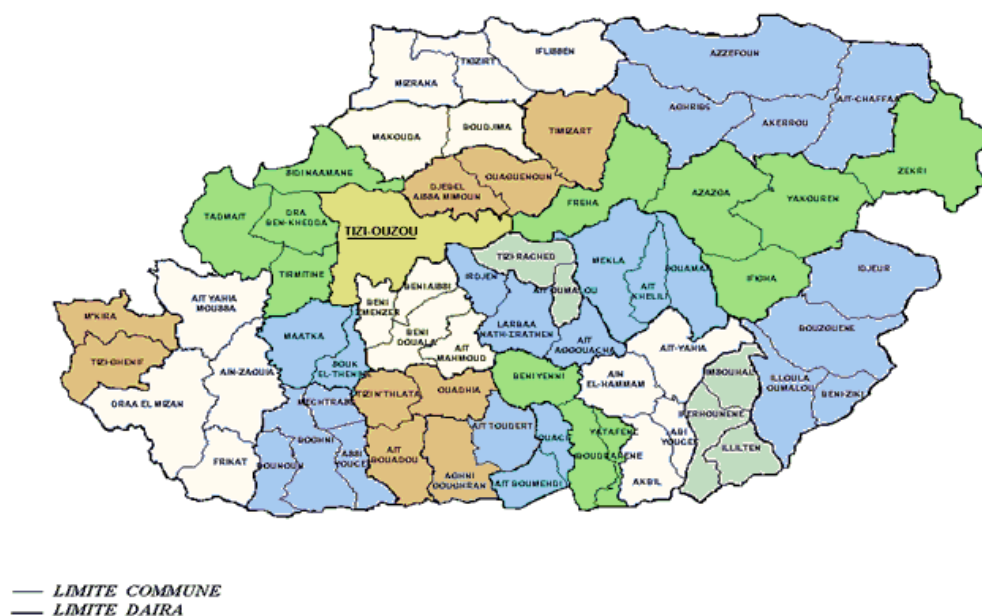 IFLIBBEN
AZZEFOUN
TIGZIRT
MIZRANA
AGHRIBS
AIT-CHAFFAA
AKERROU
MAKOUDA
BOUDJIMA
TIMIZART
ZEKRI
SIDI NAAMANE
OUAGUENOUN
DJEBEL
AISSA MIMOUN
FREHA
AZAZGA
YAKOUREN
TADMAIT
DRA
BEN-KHEDDA
TIZI-OUZOU
TIZI-RACHED
MEKLA
SOUAMAA
IFIGHA
IDJEUR
TIRMITINE
IRDJEN
AIT OUMALOU
AIT
KHELILI
AIT YAHIA
MOUSSA
BENI AISSI
BENI
ZMENZER
M'KIRA
MAATKA
BENI
DOUALA
LARBAA
NATH-IRATHEN
AIT
AGGOUACHA
BOUZGUENE
TIZI-GHENIF
AIT
MAHMOUD
AIT-YAHIA
SOUK
EL-THENINE
AIN-ZAOUIA
AIN
EL-HAMMAM
IMSOUHAL
ILLOULA
OUMALOU
BENI-ZIKI
DRAA EL MIZAN
MECHTRAS
TIZI N'THLATA
OUADHIA
BENI YENNI
IFERHOUNENE
AIT TOUDERT
OUACIF
YATAFENE
ABI
YOUCEF
BOGHNI
FRIKAT
BOUNOUH
ASSI
YOUCEF
AIT
BOUADOU
AGHNI
GOUGHRAN
BOUDRARENE
ILLILTEN
AIT BOUMEHDI
AKBIL
LIMITE COMMUNE
LIMITE DAIRA